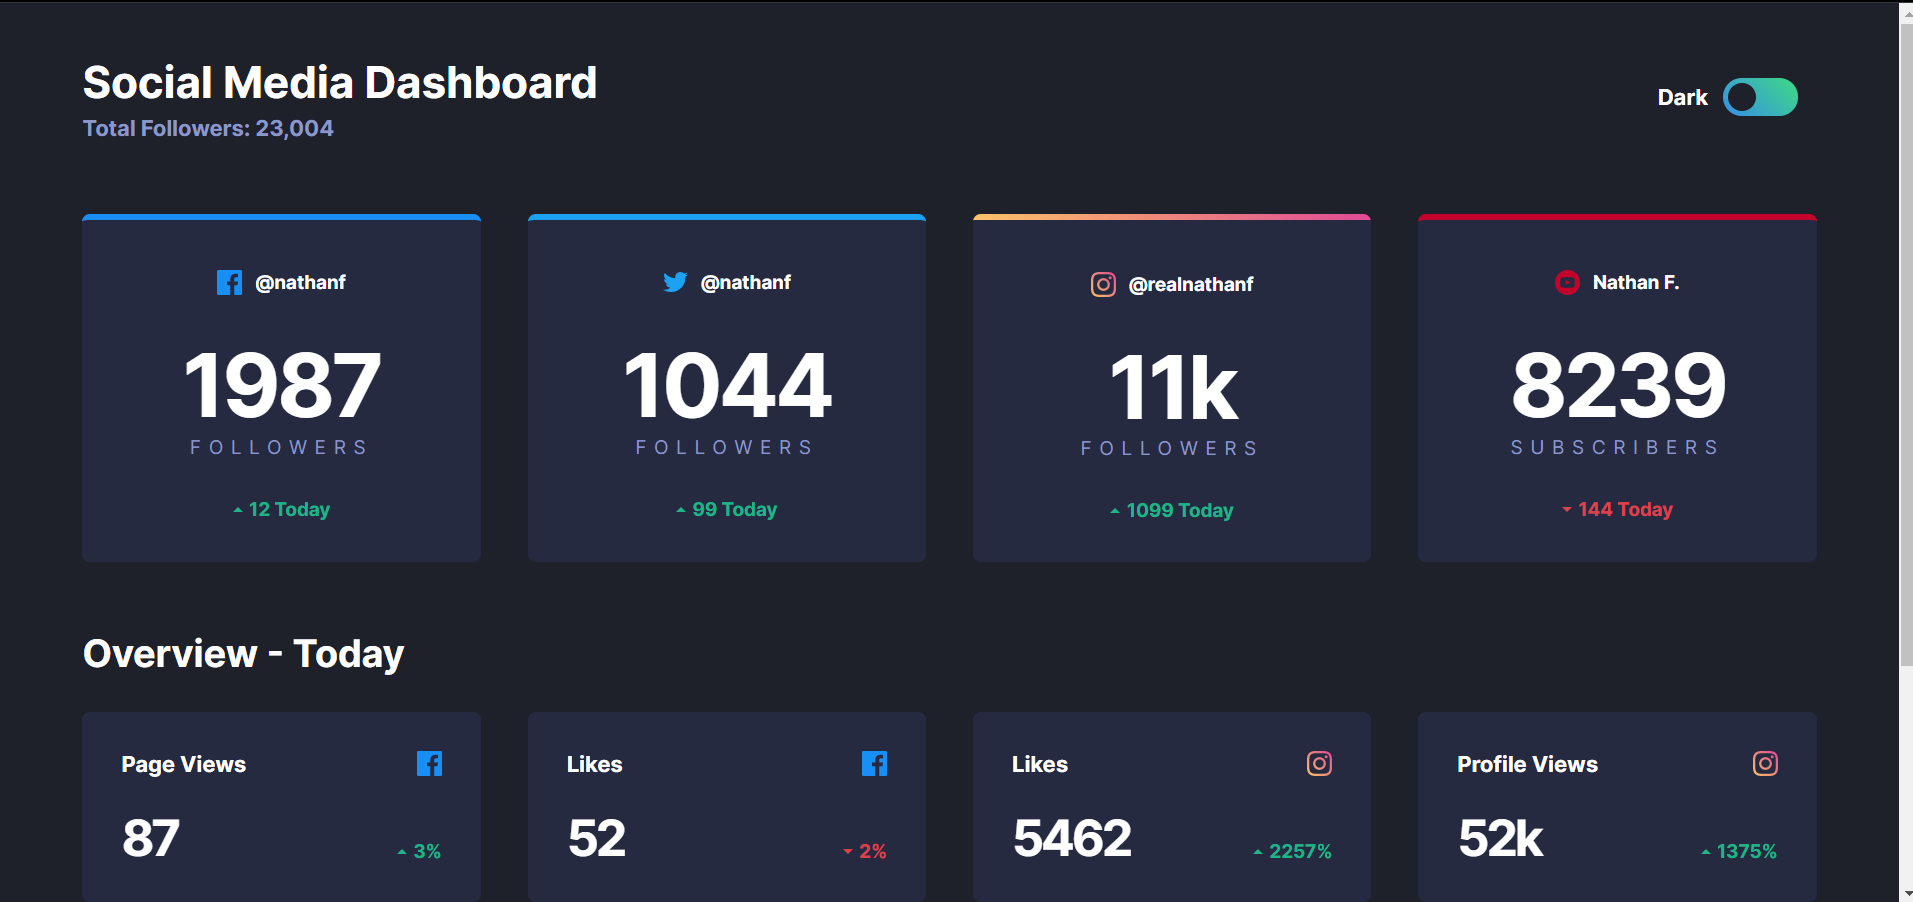 Social Media Dashboard
Total Followers: 23,004
Dark
@nathanf
1987
FOLLOWERS
12 Today
@nathanf
1044
FOLLOWERS
99 Today
@realnathanf
11k
FOLLOWERS
1099 Today
Nathan F.
8239
SUBSCRIBERS
144 Today
Overview - Today
Page Views
87
3%
Likes
52
2%
Likes
5462
2257%
Profile Views
52k
1375%